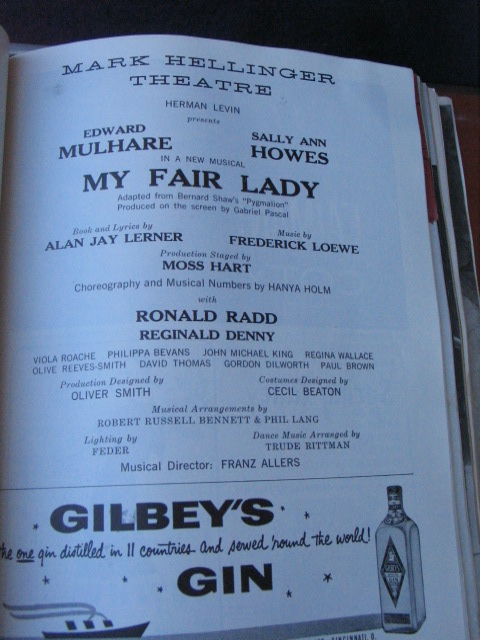 MARK HELLINGER
THEATRE
HERMAN LEVIN
presents
EDWARD
MULHARE
SALLY ANN
HOWES
IN A NEW MUSICAL
MY FAIR LADY
Adapted from Bernard Shaw's "Pygmalion"
Produced on the screen by Gabriel Pascal
Book and Lyrics by
ALAN JAY LERNER
Music by
FREDERICK LOEWE
Production Staged by
MOSS HART
Choreography and Musical Numbers by HANYA HOLM
with
RONALD RADD
REGINALD DENNY
VIOLA ROACHE PHILIPPA BEVANS JOHN MICHAEL KING REGINA WALLACE
OLIVE REEVES-SMITH DAVID THOMAS GORDON DILWORTH PAUL BROWN
Production Designed by
OLIVER SMITH
Costumes Designed by
CECIL BEATON
Musical Arrangements by
ROBERT RUSSELL BENNETT & PHIL LANG
Lighting by
FEDER
Dance Music Arranged by
TRUDE RITTMAN
Musical Director: FRANZ ALLERS
GILBEY'S
the one gin distilled in 11 countries and served 'round the world!
GIN
GILBEY'S
CINCINNATI, O.